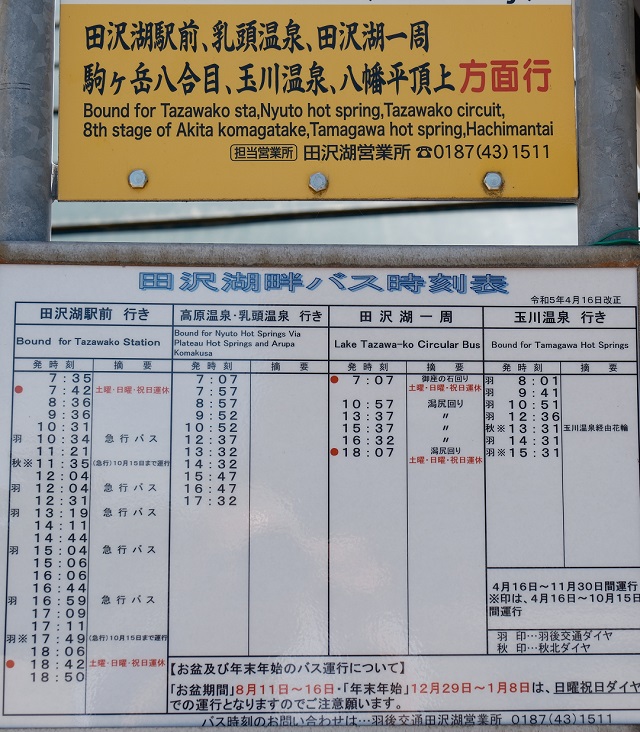 田沢湖駅前、乳頭温泉、田沢湖一周
駒ヶ岳八合目、玉川温泉、八幡平頂上 方面行
Bound for Tazawako sta,Nyuto hot spring,Tazawako circuit,
8th stage of Akita komagatake,Tamagawa hot spring,Hachimantai
担当営業所 田沢湖営業所 ☎0187(43)1511
田沢湖畔バス時刻表
令和5年4月16日改正
田沢湖駅前 行き
Bound for Tazawako Station
発時刻 摘要
7:35
● 7:42 土曜・日曜・祝日運休
8:36
9:36
10:31
羽 10:34 急行バス
11:21
秋※ 11:35 (急行)10月15日まで運行
12:04
羽 12:04 急行バス
12:31
羽 13:19 急行バス
14:11
14:44
羽 15:04 急行バス
15:06
16:06
16:44
羽 16:59 急行バス
17:09
17:11
羽※ 17:49 (急行)10月15日まで運行
18:06
● 18:42 土曜・日曜・祝日運休
18:50
高原温泉・乳頭温泉 行き
Bound for Nyuto Hot Springs Via
Plateau Hot Springs and Arupa
Komakusa
発時刻 摘要
7:07
7:57
8:57
9:52
10:52
12:37
13:32
14:32
15:47
16:47
17:32
田沢湖一周
Lake Tazawa-ko Circular Bus
発時刻 摘要
● 7:07 御座の石回り
土曜・日曜・祝日運休
10:57 潟尻回り
13:37 〃
15:37 〃
16:32 〃
● 18:07 潟尻回り
土曜・日曜・祝日運休
玉川温泉 行き
Bound for Tamagawa Hot Springs
発時刻 摘要
羽 8:01
羽 9:41
羽 10:51
羽 12:36
秋※ 13:31 玉川温泉経由花輪
羽 14:31
羽※ 15:31
4月16日～11月30日間運行
※印は、4月16日～10月15日
間運行
羽 印…羽後交通ダイヤ
秋 印…秋北ダイヤ
【お盆及び年末年始のバス運行について】
「お盆期間」8月11日～16日・「年末年始」12月29日～1月8日は、日曜祝日ダイヤ
での運行となりますのでご注意願います。
バス時刻のお問い合わせは…羽後交通田沢湖営業所 0187(43)1511